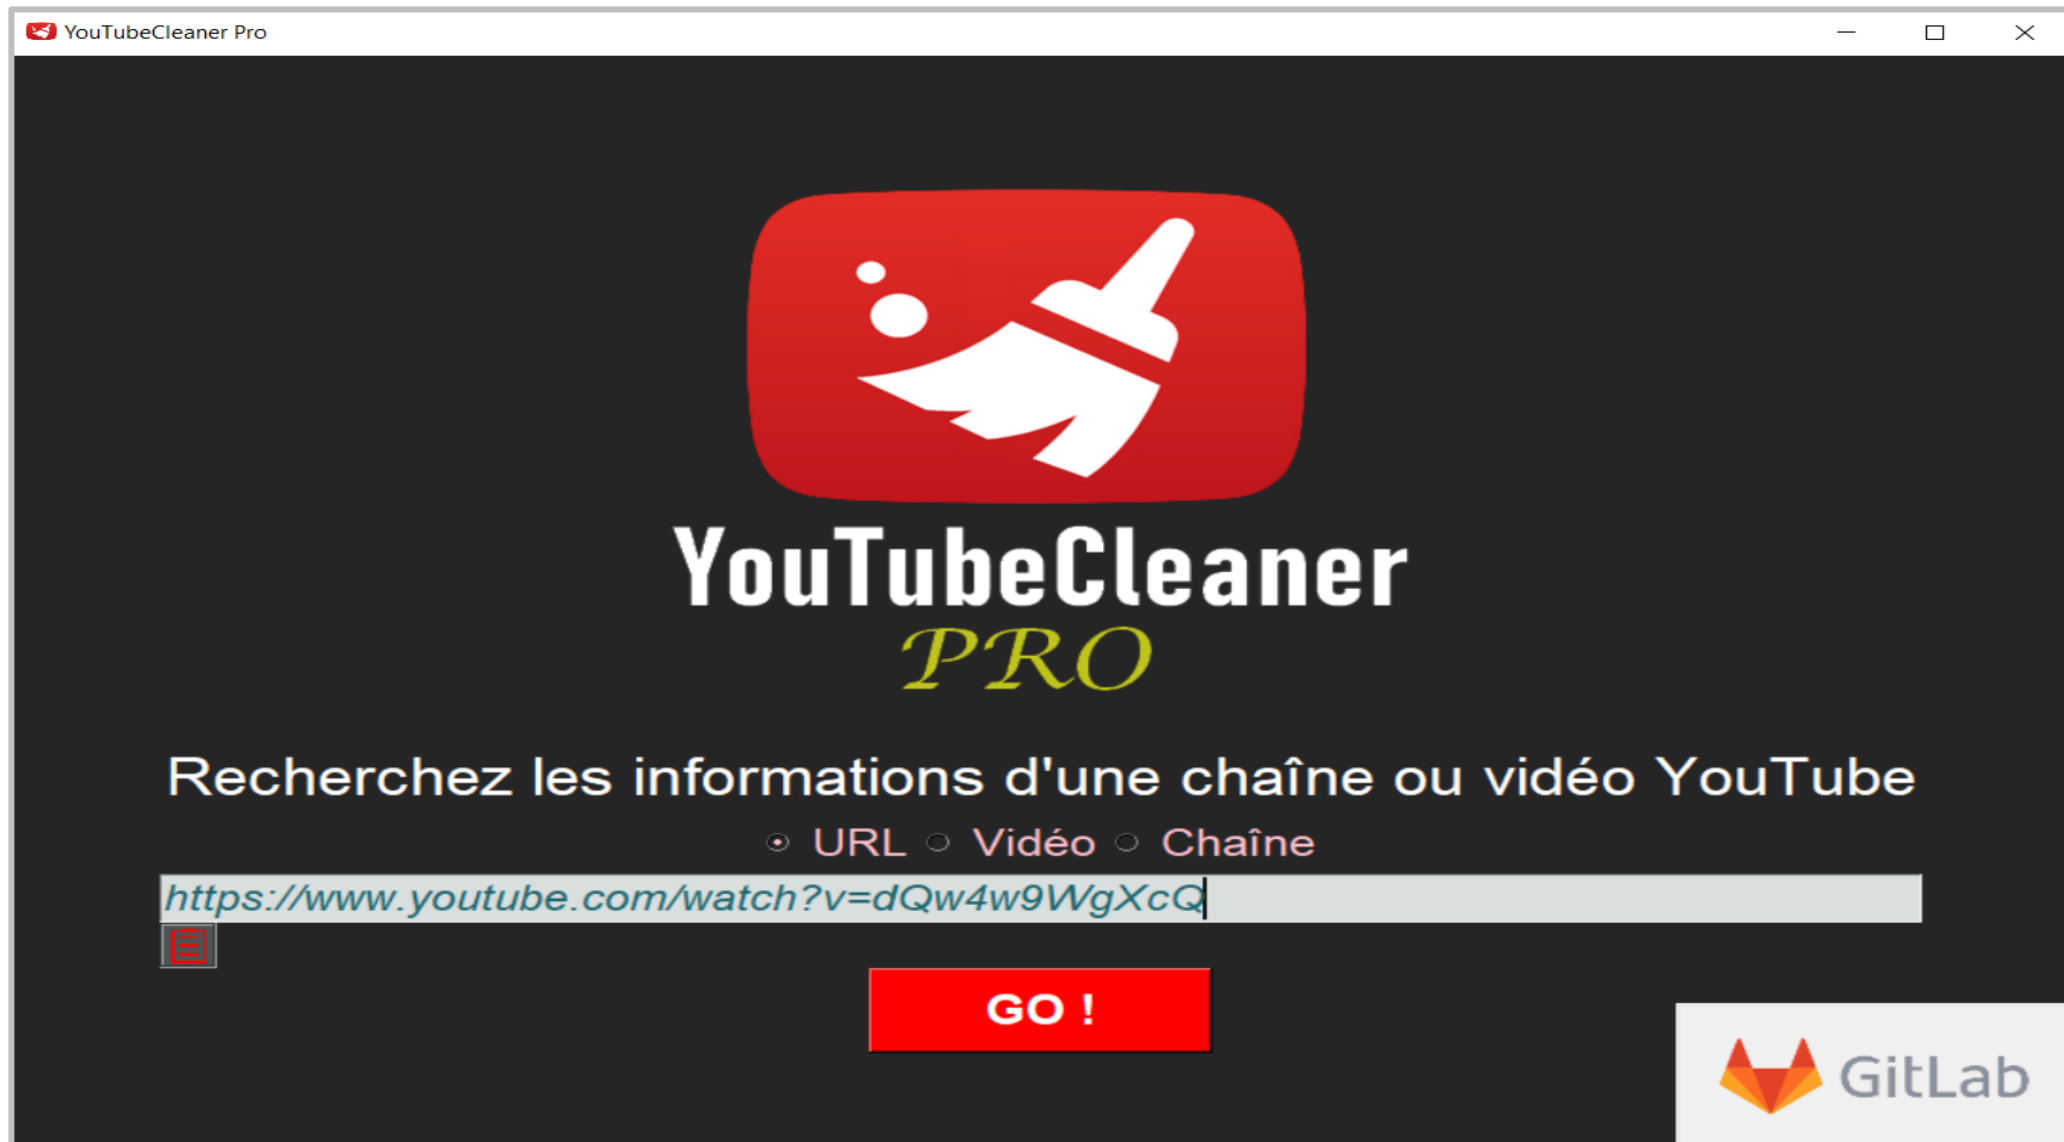 YouTubeCleaner Pro
YouTubeCleaner
PRO
Recherchez les informations d'une chaîne ou vidéo YouTube
URL Vidéo Chaîne
https://www.youtube.com/watch?v=dQw4w9WgXcQ
GO !
GitLab